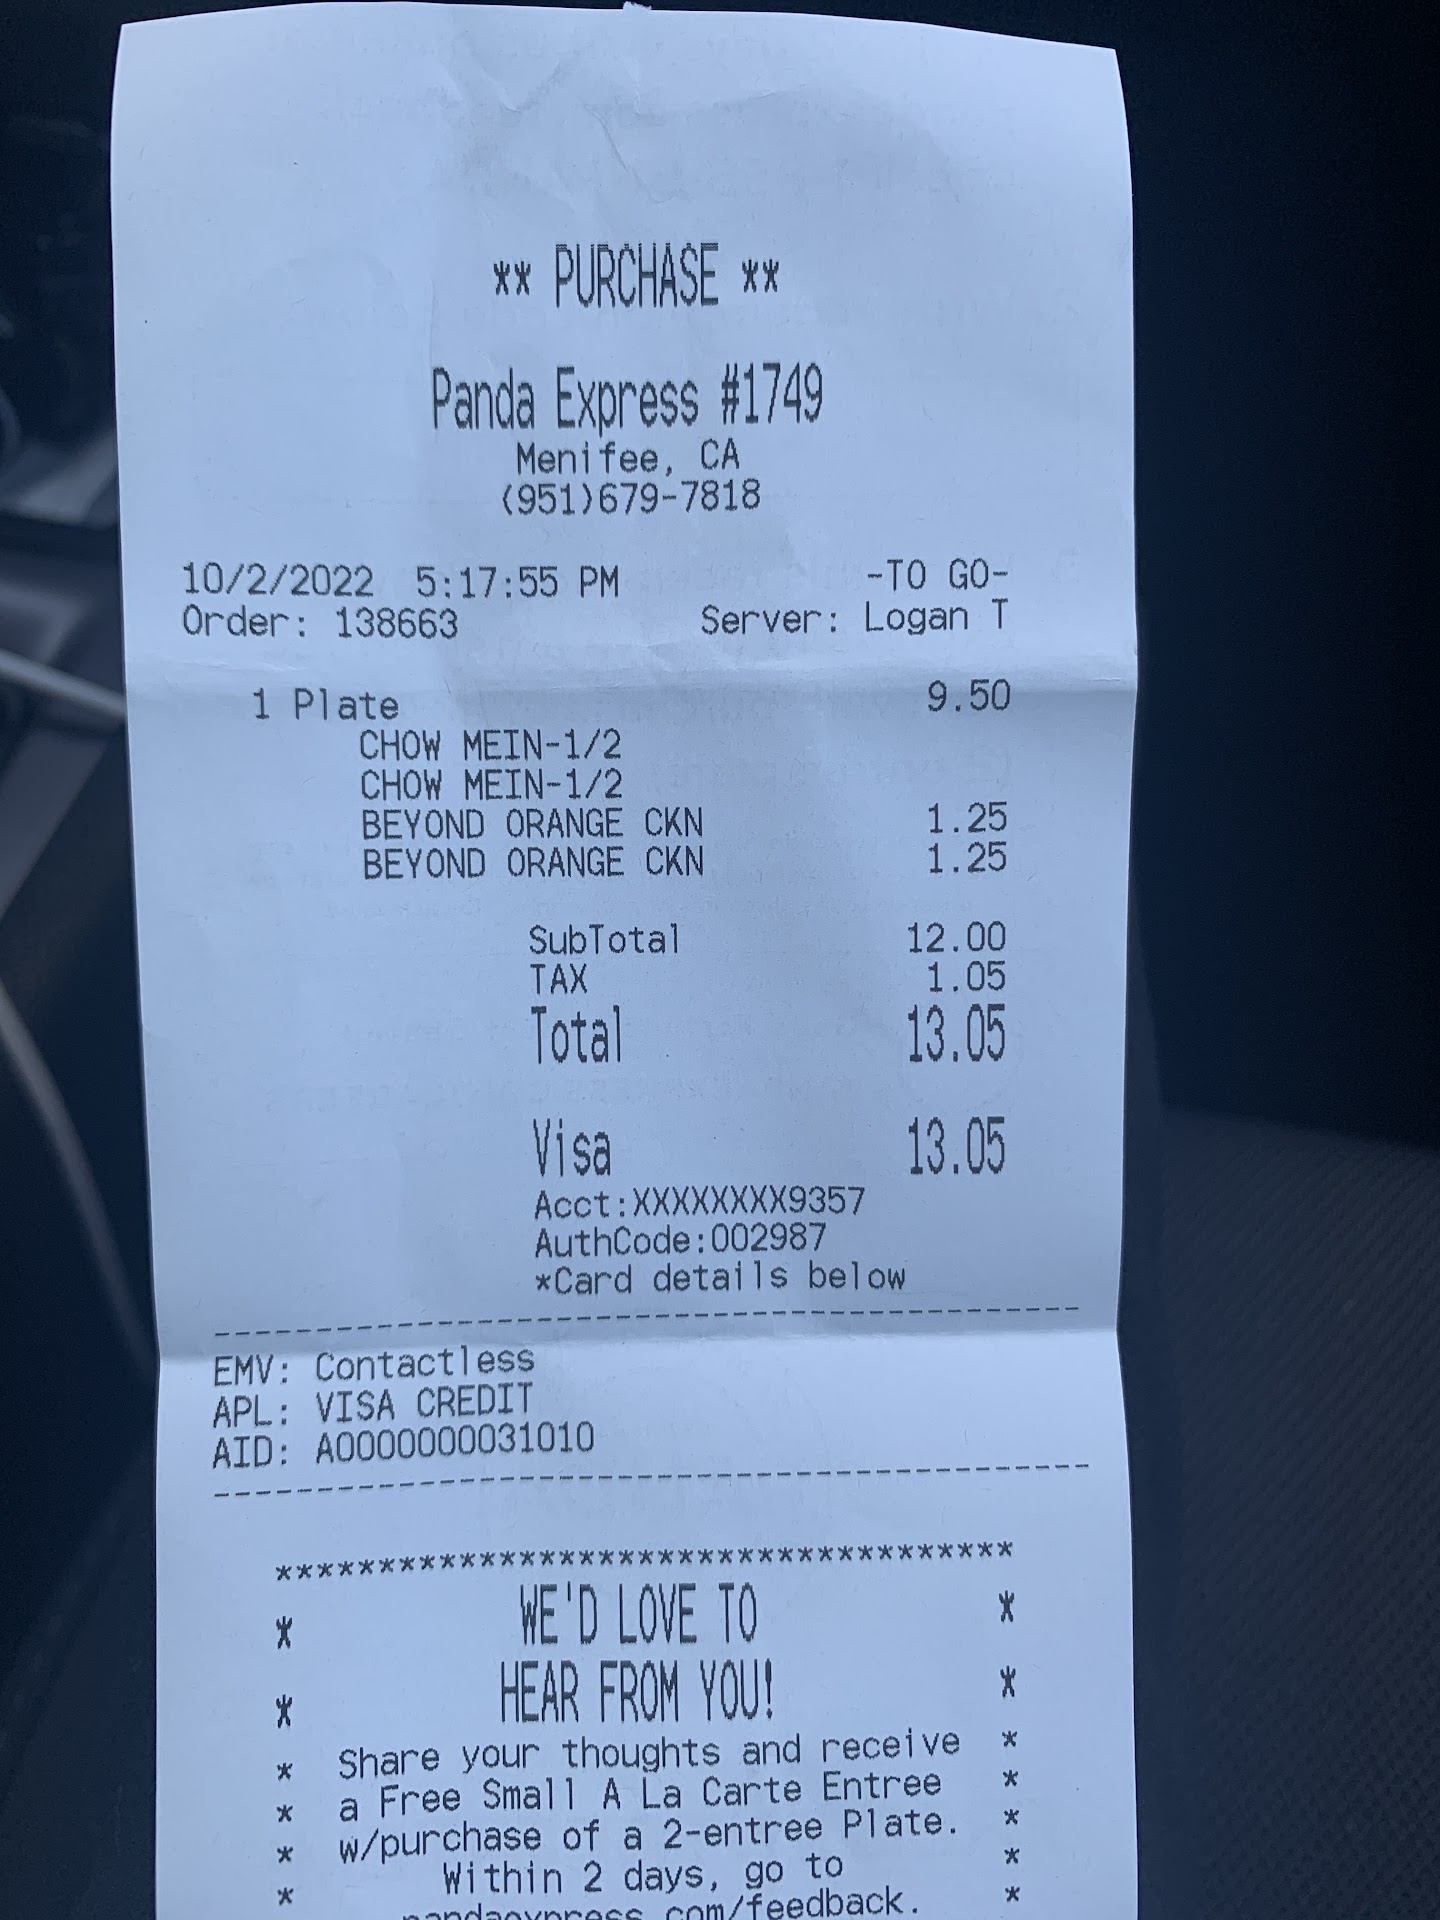 ** PURCHASE **
Panda Express #1749
Menifee, CA
(951)679-7818
10/2/2022 5:17:55 PM -TO GO-
Order: 138663 Server: Logan T
1 Plate 9.50
CHOW MEIN-1/2
CHOW MEIN-1/2
BEYOND ORANGE CKN 1.25
BEYOND ORANGE CKN 1.25
SubTotal 12.00
TAX 1.05
Total 13.05
Visa 13.05
Acct:XXXXXXXX9357
AuthCode:002987
*Card details below
----------------------------------------
EMV: Contactless
APL: VISA CREDIT
AID: A0000000031010
----------------------------------------
************************************
* WE'D LOVE TO *
* HEAR FROM YOU! *
* Share your thoughts and receive *
* a Free Small A La Carte Entree *
* w/purchase of a 2-entree Plate. *
* Within 2 days, go to *
* pandaexpress.com/feedback. *